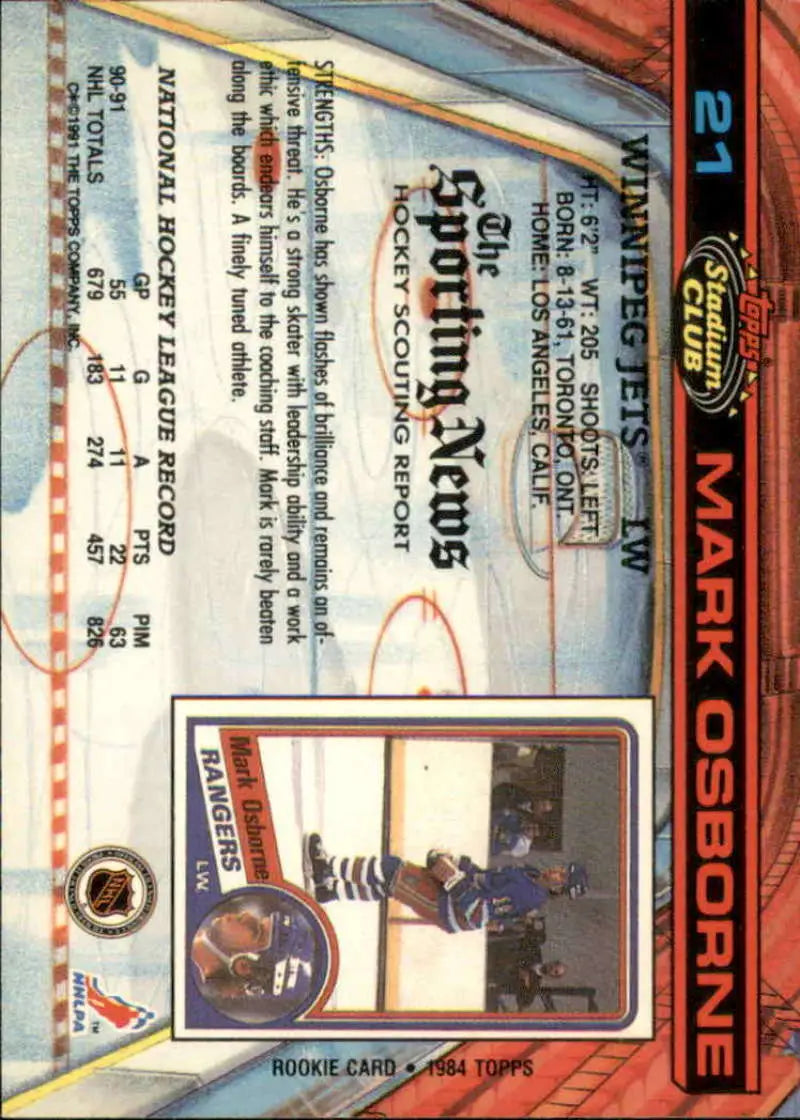 21
topps®
Stadium
CLUB
MARK OSBORNE
WINNIPEG JETS® LW
HT: 6'2" WT: 205 SHOOTS: LEFT
BORN: 8-13-61, TORONTO, ONT.
HOME: LOS ANGELES, CALIF.
The
Sporting News
HOCKEY SCOUTING REPORT
STRENGTHS: Osborne has shown flashes of brilliance and remains an of-
fensive threat. He's a strong skater with leadership ability and a work
ethic which endears himself to the coaching staff. Mark is rarely beaten
along the boards. A finely tuned athlete.
NATIONAL HOCKEY LEAGUE RECORD
GP G A PTS PIM
90-91 55 11 11 22 63
NHL TOTALS 679 183 274 457 826
C#©1991 THE TOPPS COMPANY, INC.
Mark Osborne
RANGERS
LW
ROOKIE CARD • 1984 TOPPS
NHL
NHLPA
TM